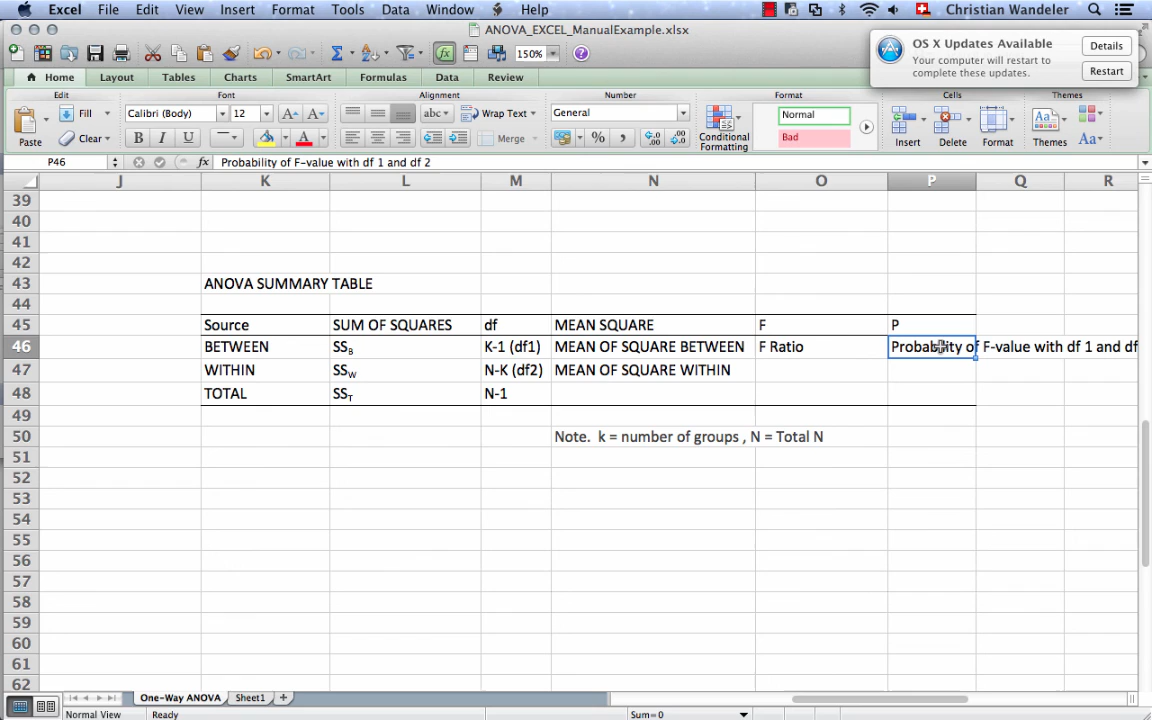 Excel File Edit View Insert Format Tools Data Window Help Christian Wandeler
ANOVA_EXCEL_ManualExample.xlsx
OS X Updates Available
Your computer will restart to
complete these updates.
Details
Restart
150%
Home Layout Tables Charts SmartArt Formulas Data Review
Edit Font Alignment Number Format Cells Themes
Paste
Fill
Clear
Calibri (Body) 12
B I U
A A
A
abc
Wrap Text
Merge
General
%
Conditional
Formatting
Normal
Bad
Insert Delete Format
Themes
Aa
Aa
P46 fx Probability of F-value with df 1 and df 2
J K L M N O P Q R
39
40
41
42
43 ANOVA SUMMARY TABLE
44
45 Source SUM OF SQUARES df MEAN SQUARE F P
46 BETWEEN SSB K-1 (df1) MEAN OF SQUARE BETWEEN F Ratio Probability of F-value with df 1 and df
47 WITHIN SSW N-K (df2) MEAN OF SQUARE WITHIN
48 TOTAL SST N-1
49
50 Note. k = number of groups , N = Total N
51
52
53
54
55
56
57
58
59
60
61
62
One-Way ANOVA Sheet1
Normal View Ready Sum=0